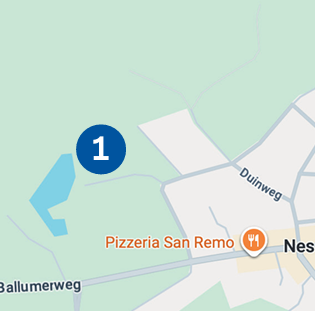 1
Duinweg
Pizzeria San Remo
Nes
Ballumerweg